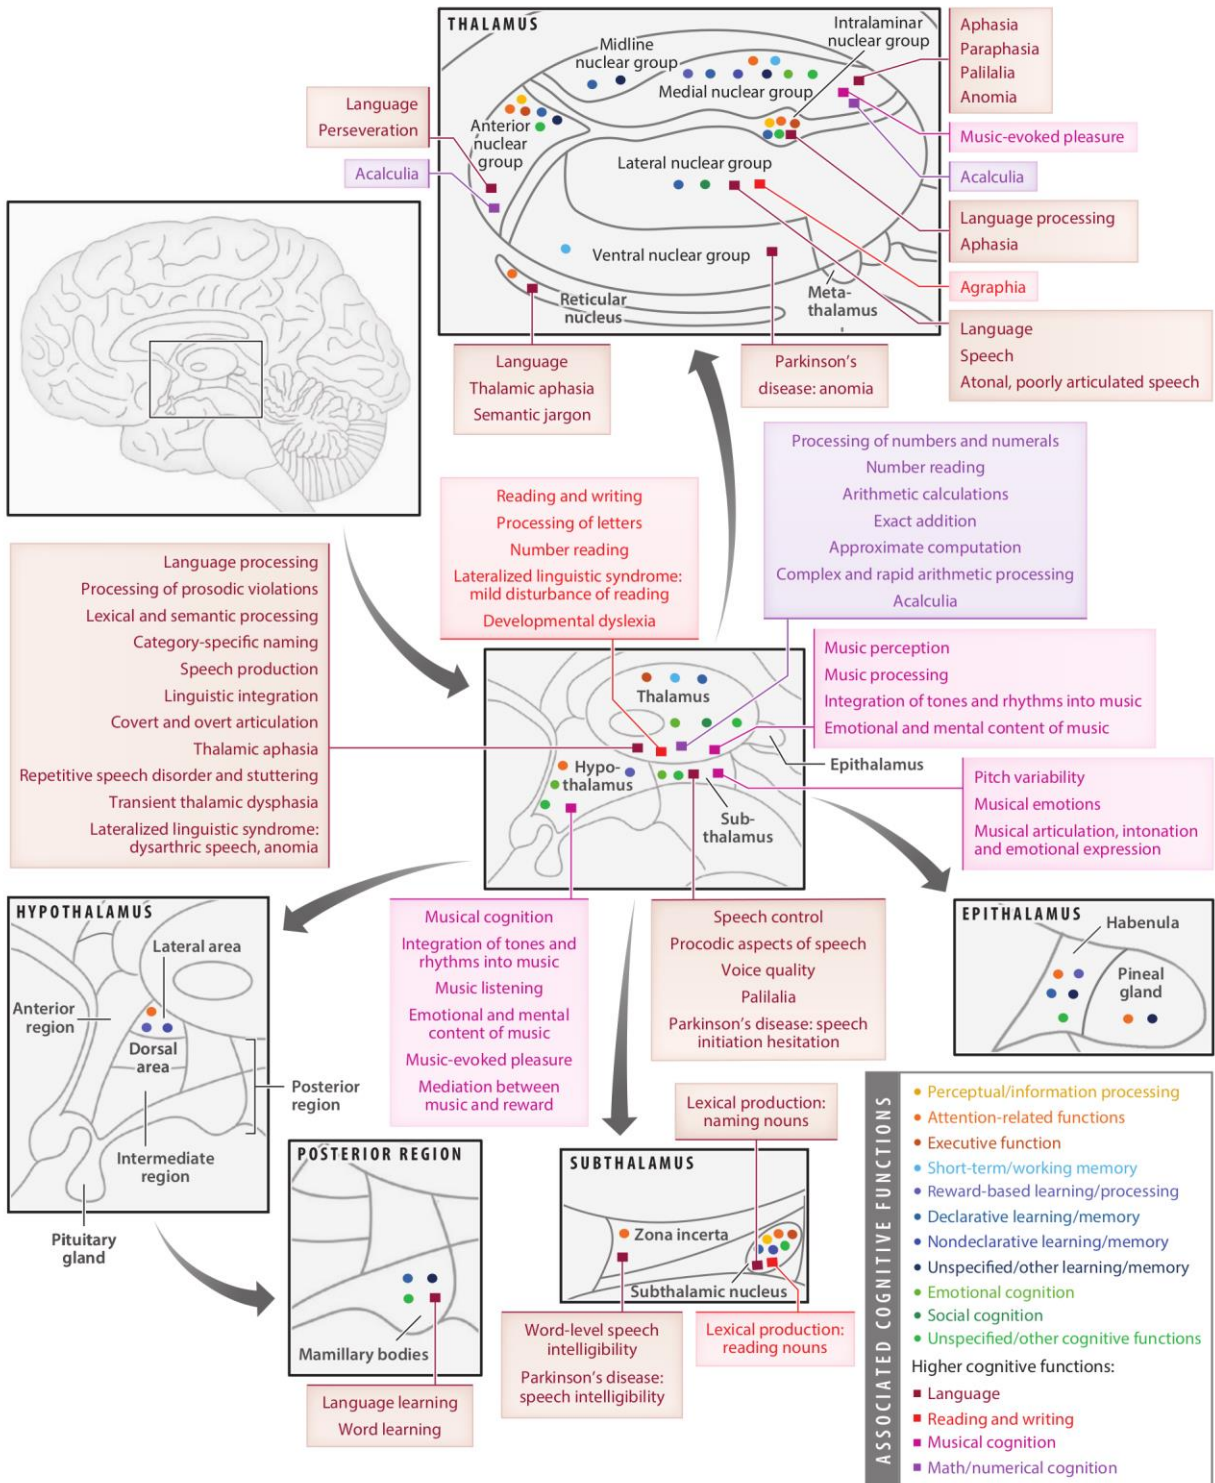 THALAMUS
Midline
nuclear group
Intralaminar
nuclear group
Medial nuclear group
Anterior
nuclear
group
Lateral nuclear group
Ventral nuclear group
Reticular
nucleus
Meta-
thalamus
Language
Perseveration
Acalculia
Aphasia
Paraphasia
Palilalia
Anomia
Music-evoked pleasure
Acalculia
Language processing
Aphasia
Agraphia
Language
Speech
Atonal, poorly articulated speech
Language
Thalamic aphasia
Semantic jargon
Parkinson's
disease: anomia
Processing of numbers and numerals
Number reading
Arithmetic calculations
Exact addition
Approximate computation
Complex and rapid arithmetic processing
Acalculia
Reading and writing
Processing of letters
Number reading
Lateralized linguistic syndrome:
mild disturbance of reading
Developmental dyslexia
Language processing
Processing of prosodic violations
Lexical and semantic processing
Category-specific naming
Speech production
Linguistic integration
Covert and overt articulation
Thalamic aphasia
Repetitive speech disorder and stuttering
Transient thalamic dysphasia
Lateralized linguistic syndrome:
dysarthric speech, anomia
Music perception
Music processing
Integration of tones and rhythms into music
Emotional and mental content of music
Thalamus
Hypo-
thalamus
Sub-
thalamus
Epithalamus
Pitch variability
Musical emotions
Musical articulation, intonation
and emotional expression
HYPOTHALAMUS
Lateral area
Anterior
region
Dorsal
area
Posterior
region
Intermediate
region
Pituitary
gland
Musical cognition
Integration of tones and
rhythms into music
Music listening
Emotional and mental
content of music
Music-evoked pleasure
Mediation between
music and reward
Speech control
Procodic aspects of speech
Voice quality
Palilalia
Parkinson's disease: speech
initiation hesitation
EPITHALAMUS
Habenula
Pineal
gland
POSTERIOR REGION
Mamillary bodies
Language learning
Word learning
Lexical production:
naming nouns
SUBTHALAMUS
Zona incerta
Subthalamic nucleus
Word-level speech
intelligibility
Parkinson's disease:
speech intelligibility
Lexical production:
reading nouns
ASSOCIATED COGNITIVE FUNCTIONS
Perceptual/information processing
Attention-related functions
Executive function
Short-term/working memory
Reward-based learning/processing
Declarative learning/memory
Nondeclarative learning/memory
Unspecified/other learning/memory
Emotional cognition
Social cognition
Unspecified/other cognitive functions
Higher cognitive functions:
Language
Reading and writing
Musical cognition
Math/numerical cognition